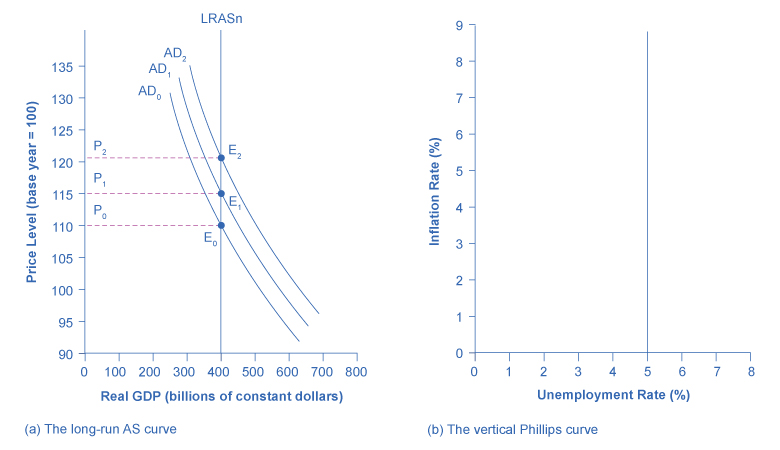 LRASn
AD2
AD1
AD0
135
130
125
120
115
110
105
100
95
90
P2
P1
P0
E2
E1
E0
0 100 200 300 400 500 600 700 800
Price Level (base year = 100)
Real GDP (billions of constant dollars)
(a) The long-run AS curve
9
8
7
6
5
4
3
2
1
0
0 1 2 3 4 5 6 7 8
Inflation Rate (%)
Unemployment Rate (%)
(b) The vertical Phillips curve